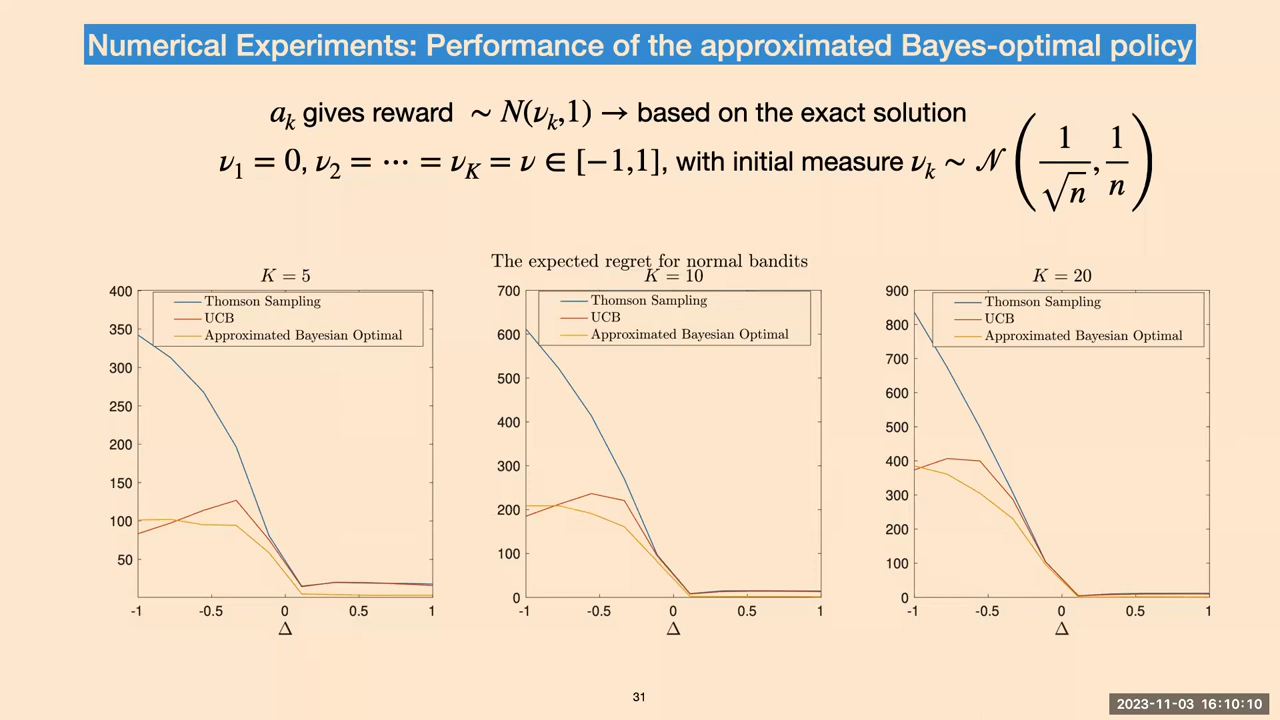 Numerical Experiments: Performance of the approximated Bayes-optimal policy
a_k gives reward ∼ N(ν_k,1) → based on the exact solution
ν_1 = 0, ν_2 = ⋯ = ν_K = ν ∈ [−1,1], with initial measure ν_k ∼ 𝒩(1/√n, 1/n)
The expected regret for normal bandits
K = 5
400
350
300
250
200
150
100
50
-1
-0.5
0
0.5
1
Δ
Thomson Sampling
UCB
Approximated Bayesian Optimal
K = 10
700
600
500
400
300
200
100
0
-1
-0.5
0
0.5
1
Δ
Thomson Sampling
UCB
Approximated Bayesian Optimal
K = 20
900
800
700
600
500
400
300
200
100
0
-1
-0.5
0
0.5
1
Δ
Thomson Sampling
UCB
Approximated Bayesian Optimal
31
2023-11-03 16:10:10